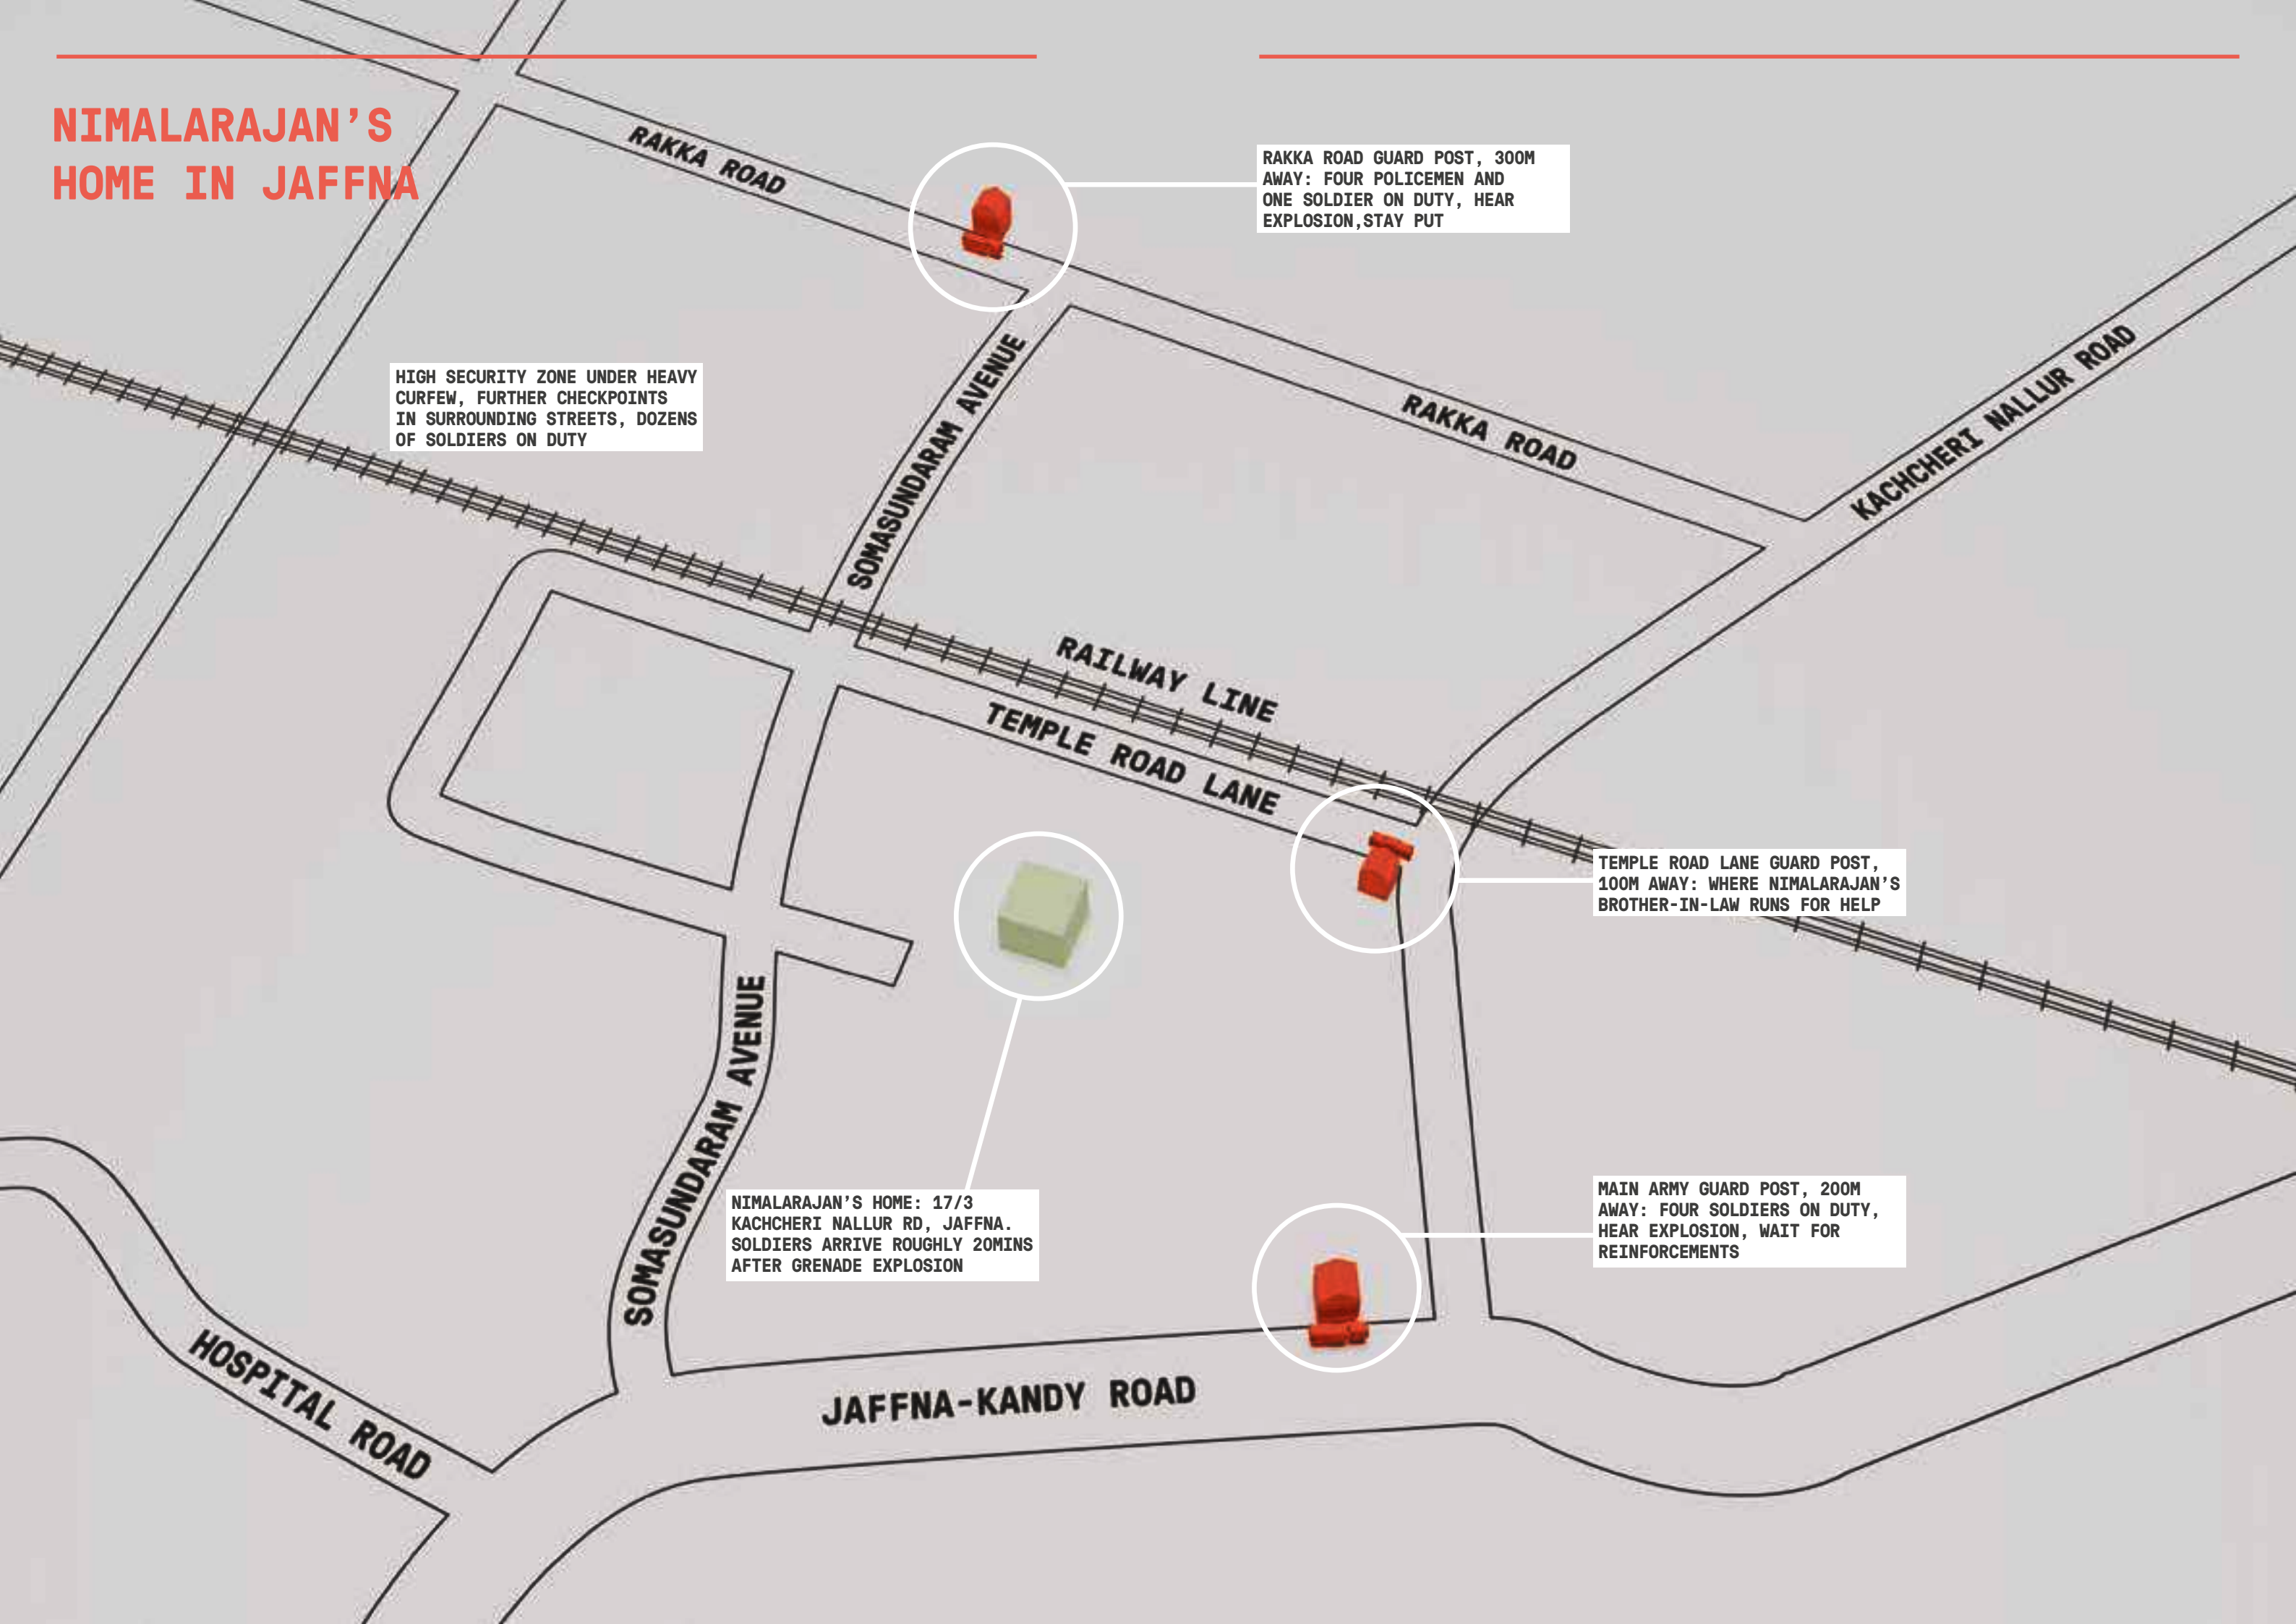 NIMALARAJAN'S
HOME IN JAFFNA
RAKKA ROAD
RAKKA ROAD GUARD POST, 300M
AWAY: FOUR POLICEMEN AND
ONE SOLDIER ON DUTY, HEAR
EXPLOSION,STAY PUT
HIGH SECURITY ZONE UNDER HEAVY
CURFEW, FURTHER CHECKPOINTS
IN SURROUNDING STREETS, DOZENS
OF SOLDIERS ON DUTY
SOMASUNDARAM AVENUE
RAKKA ROAD
KACHCHERI NALLUR ROAD
RAILWAY LINE
TEMPLE ROAD LANE
TEMPLE ROAD LANE GUARD POST,
100M AWAY: WHERE NIMALARAJAN'S
BROTHER-IN-LAW RUNS FOR HELP
SOMASUNDARAM AVENUE
NIMALARAJAN'S HOME: 17/3
KACHCHERI NALLUR RD, JAFFNA.
SOLDIERS ARRIVE ROUGHLY 20MINS
AFTER GRENADE EXPLOSION
MAIN ARMY GUARD POST, 200M
AWAY: FOUR SOLDIERS ON DUTY,
HEAR EXPLOSION, WAIT FOR
REINFORCEMENTS
HOSPITAL ROAD
JAFFNA-KANDY ROAD